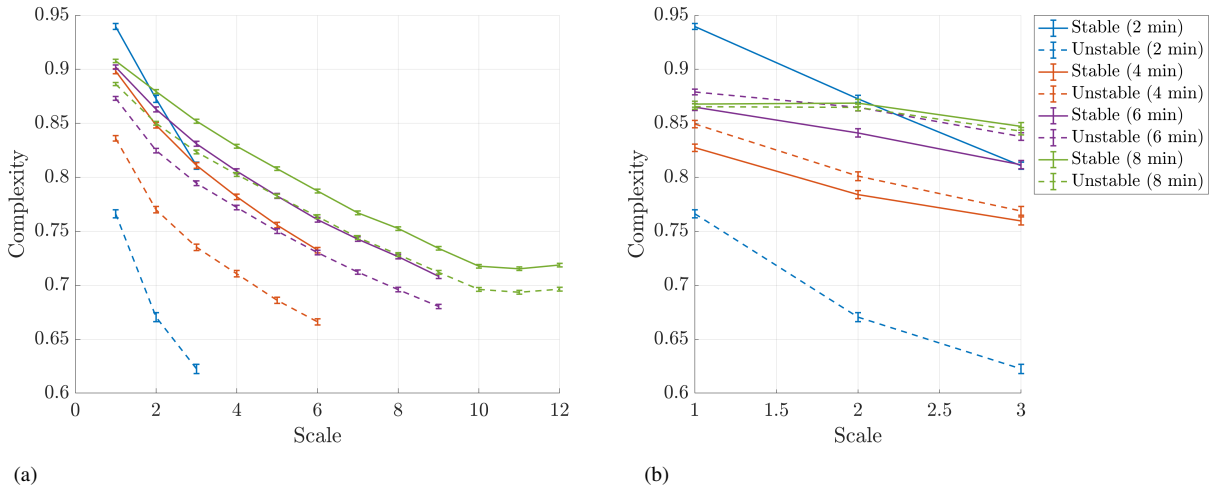 0.95
0.9
0.85
0.8
0.75
0.7
0.65
0.6
Complexity
0 2 4 6 8 10 12
Scale
(a)
0.95
0.9
0.85
0.8
0.75
0.7
0.65
0.6
Complexity
1 1.5 2 2.5 3
Scale
(b)
Stable (2 min)
Unstable (2 min)
Stable (4 min)
Unstable (4 min)
Stable (6 min)
Unstable (6 min)
Stable (8 min)
Unstable (8 min)